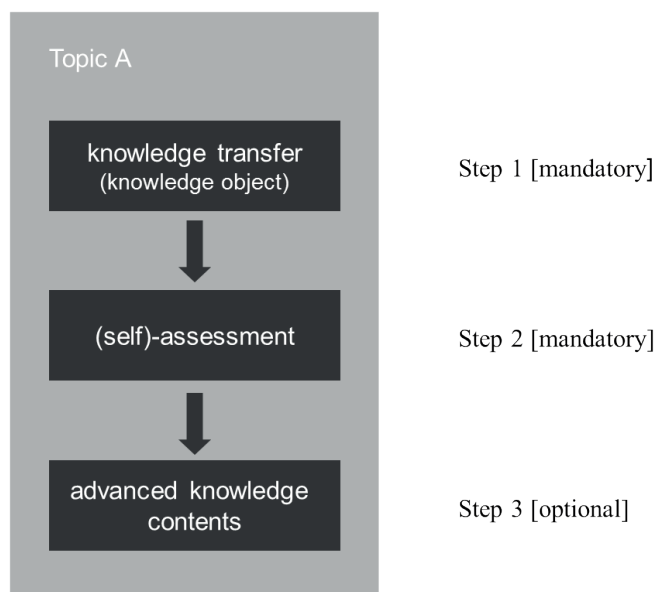 Topic A
knowledge transfer
(knowledge object)
Step 1 [mandatory]
(self)-assessment
Step 2 [mandatory]
advanced knowledge
contents
Step 3 [optional]